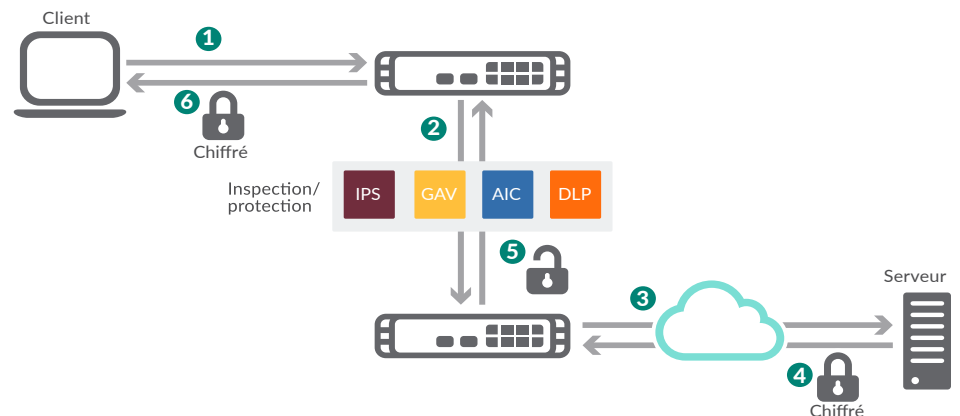 Client
1
6
Chiffré
2
Inspection/
protection
IPS GAV AIC DLP
5
3
Serveur
4
Chiffré